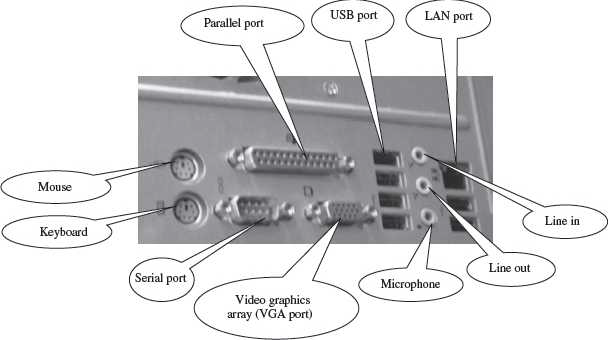 Parallel port
USB port
LAN port
Mouse
Keyboard
Line in
Line out
Serial port
Microphone
Video graphics
array (VGA port)